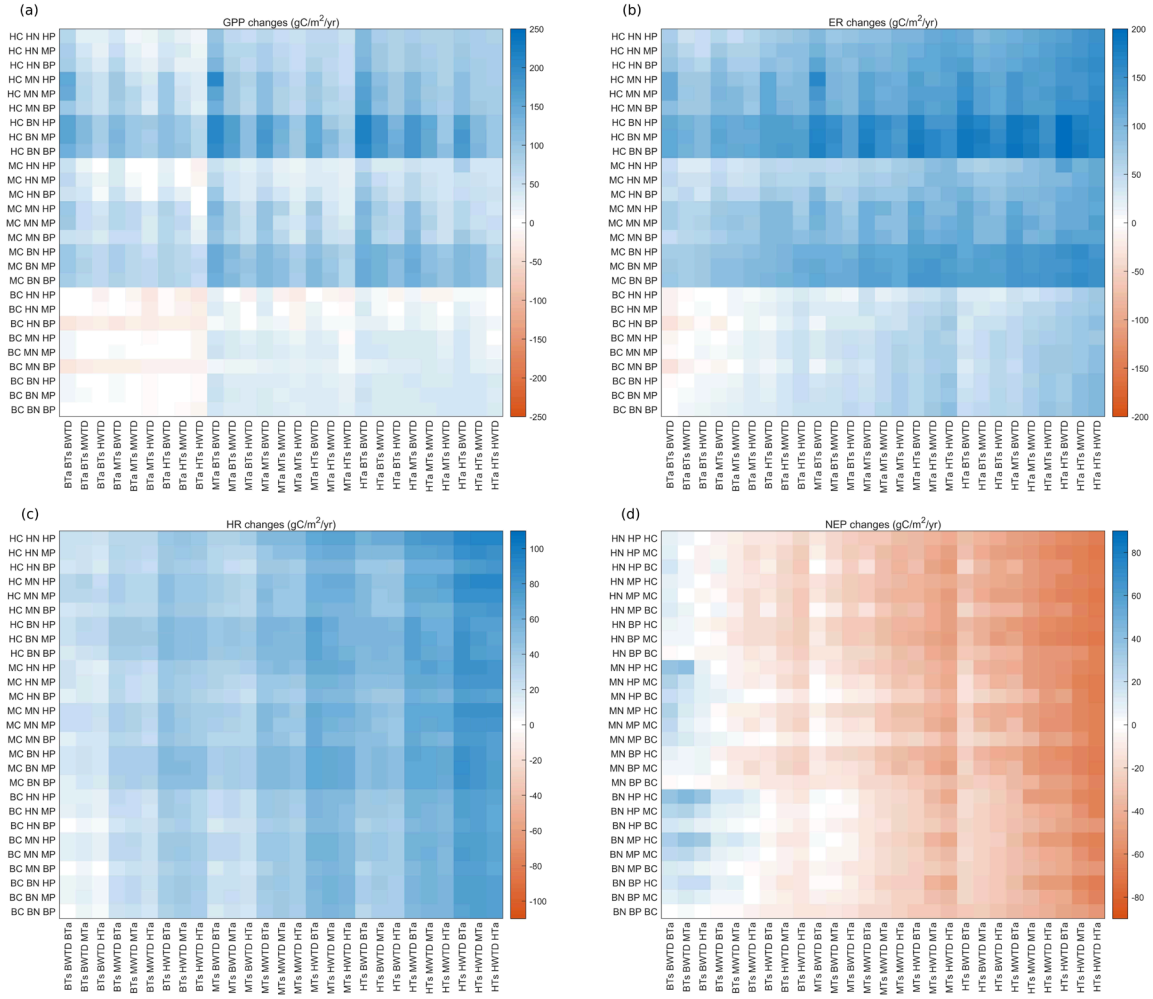 (a)
GPP changes (gC/m²/yr)
HC HN HP
HC HN MP
HC HN BP
HC MN HP
HC MN MP
HC MN BP
HC BN HP
HC BN MP
HC BN BP
MC HN HP
MC HN MP
MC HN BP
MC MN HP
MC MN MP
MC MN BP
MC BN HP
MC BN MP
MC BN BP
BC HN HP
BC HN MP
BC HN BP
BC MN HP
BC MN MP
BC MN BP
BC BN HP
BC BN MP
BC BN BP
BTa BTs BWTD
BTa BTs MWTD
BTa BTs HWTD
BTa MTs BWTD
BTa MTs MWTD
BTa MTs HWTD
BTa HTs BWTD
BTa HTs MWTD
BTa HTs HWTD
MTa BTs BWTD
MTa BTs MWTD
MTa BTs HWTD
MTa MTs BWTD
MTa MTs MWTD
MTa MTs HWTD
MTa HTs BWTD
MTa HTs MWTD
MTa HTs HWTD
HTa BTs BWTD
HTa BTs MWTD
HTa BTs HWTD
HTa MTs BWTD
HTa MTs MWTD
HTa MTs HWTD
HTa HTs BWTD
HTa HTs MWTD
HTa HTs HWTD
250
200
150
100
50
0
-50
-100
-150
-200
-250
(b)
ER changes (gC/m²/yr)
HC HN HP
HC HN MP
HC HN BP
HC MN HP
HC MN MP
HC MN BP
HC BN HP
HC BN MP
HC BN BP
MC HN HP
MC HN MP
MC HN BP
MC MN HP
MC MN MP
MC MN BP
MC BN HP
MC BN MP
MC BN BP
BC HN HP
BC HN MP
BC HN BP
BC MN HP
BC MN MP
BC MN BP
BC BN HP
BC BN MP
BC BN BP
BTa BTs BWTD
BTa BTs MWTD
BTa BTs HWTD
BTa MTs BWTD
BTa MTs MWTD
BTa MTs HWTD
BTa HTs BWTD
BTa HTs MWTD
BTa HTs HWTD
MTa BTs BWTD
MTa BTs MWTD
MTa BTs HWTD
MTa MTs BWTD
MTa MTs MWTD
MTa MTs HWTD
MTa HTs BWTD
MTa HTs MWTD
MTa HTs HWTD
HTa BTs BWTD
HTa BTs MWTD
HTa BTs HWTD
HTa MTs BWTD
HTa MTs MWTD
HTa MTs HWTD
HTa HTs BWTD
HTa HTs MWTD
HTa HTs HWTD
200
150
100
50
0
-50
-100
-150
-200
(c)
HR changes (gC/m²/yr)
HC HN HP
HC HN MP
HC HN BP
HC MN HP
HC MN MP
HC MN BP
HC BN HP
HC BN MP
HC BN BP
MC HN HP
MC HN MP
MC HN BP
MC MN HP
MC MN MP
MC MN BP
MC BN HP
MC BN MP
MC BN BP
BC HN HP
BC HN MP
BC HN BP
BC MN HP
BC MN MP
BC MN BP
BC BN HP
BC BN MP
BC BN BP
BTs BWTD BTa
BTs BWTD MTa
BTs BWTD HTa
BTs MWTD BTa
BTs MWTD MTa
BTs MWTD HTa
BTs HWTD BTa
BTs HWTD MTa
BTs HWTD HTa
MTs BWTD BTa
MTs BWTD MTa
MTs BWTD HTa
MTs MWTD BTa
MTs MWTD MTa
MTs MWTD HTa
MTs HWTD BTa
MTs HWTD MTa
MTs HWTD HTa
HTs BWTD BTa
HTs BWTD MTa
HTs BWTD HTa
HTs MWTD BTa
HTs MWTD MTa
HTs MWTD HTa
HTs HWTD BTa
HTs HWTD MTa
HTs HWTD HTa
100
80
60
40
20
0
-20
-40
-60
-80
-100
(d)
NEP changes (gC/m²/yr)
HN HP HC
HN HP MC
HN HP BC
HN MP HC
HN MP MC
HN MP BC
HN BP HC
HN BP MC
HN BP BC
MN HP HC
MN HP MC
MN HP BC
MN MP HC
MN MP MC
MN MP BC
MN BP HC
MN BP MC
MN BP BC
BN HP HC
BN HP MC
BN HP BC
BN MP HC
BN MP MC
BN MP BC
BN BP HC
BN BP MC
BN BP BC
BTs BWTD BTa
BTs BWTD MTa
BTs BWTD HTa
BTs MWTD BTa
BTs MWTD MTa
BTs MWTD HTa
BTs HWTD BTa
BTs HWTD MTa
BTs HWTD HTa
MTs BWTD BTa
MTs BWTD MTa
MTs BWTD HTa
MTs MWTD BTa
MTs MWTD MTa
MTs MWTD HTa
MTs HWTD BTa
MTs HWTD MTa
MTs HWTD HTa
HTs BWTD BTa
HTs BWTD MTa
HTs BWTD HTa
HTs MWTD BTa
HTs MWTD MTa
HTs MWTD HTa
HTs HWTD BTa
HTs HWTD MTa
HTs HWTD HTa
80
60
40
20
0
-20
-40
-60
-80